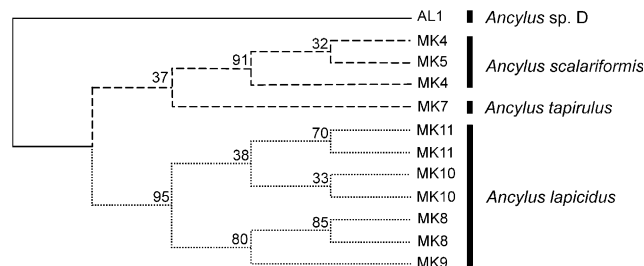 AL1 Ancylus sp. D
32 MK4
91 MK5 Ancylus scalariformis
37 MK4
MK7 Ancylus tapirulus
70 MK11
38 MK11
33 MK10
95 MK10 Ancylus lapicidus
85 MK8
80 MK8
MK9